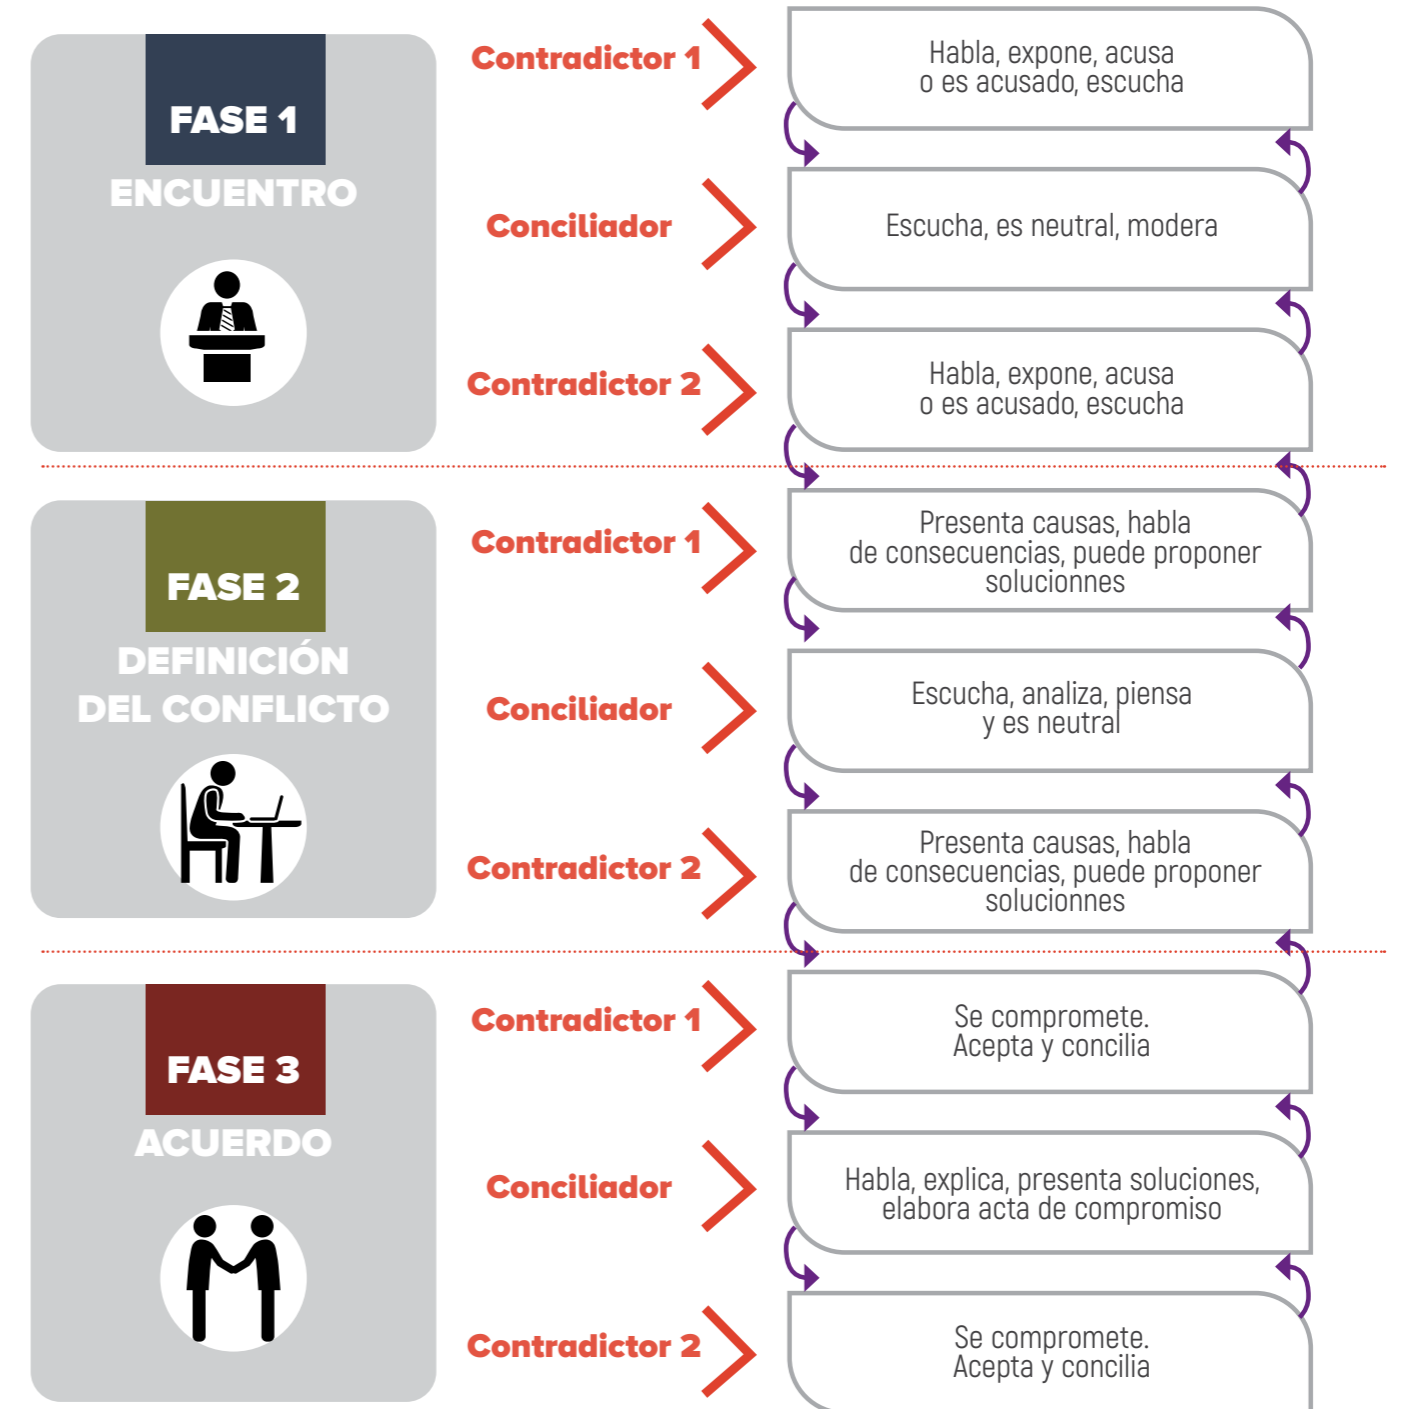 FASE 1
ENCUENTRO
Contradictor 1
Habla, expone, acusa
o es acusado, escucha
Conciliador
Escucha, es neutral, modera
Contradictor 2
Habla, expone, acusa
o es acusado, escucha
FASE 2
DEFINICIÓN
DEL CONFLICTO
Contradictor 1
Presenta causas, habla
de consecuencias, puede proponer
solucionnes
Conciliador
Escucha, analiza, piensa
y es neutral
Contradictor 2
Presenta causas, habla
de consecuencias, puede proponer
solucionnes
FASE 3
ACUERDO
Contradictor 1
Se compromete.
Acepta y concilia
Conciliador
Habla, explica, presenta soluciones,
elabora acta de compromiso
Contradictor 2
Se compromete.
Acepta y concilia